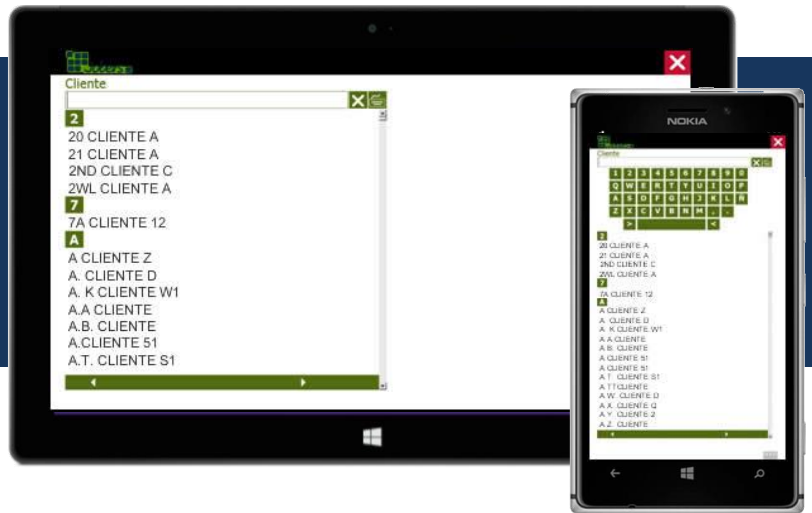 Cliente
2
20 CLIENTE A
21 CLIENTE A
2ND CLIENTE C
2WL CLIENTE A
7
7A CLIENTE 12
A
A CLIENTE Z
A. CLIENTE D
A. K CLIENTE W1
A.A CLIENTE
A.B. CLIENTE
A.CLIENTE 51
A.T. CLIENTE S1
NOKIA
Cliente
1 2 3 4 5 6 7 8 9 0
Q W E R T Y U I O P
A S D F G H J K L Ñ
Z X C V B N M , .
> <
2
20 CLIENTE A
21 CLIENTE A
2ND CLIENTE C
2WL CLIENTE A
7
7A CLIENTE 12
A
A CLIENTE Z
A. CLIENTE D
A. K CLIENTE W1
A.A CLIENTE
A.B. CLIENTE
A CLIENTE 51
A CLIENTE 51
A.T. CLIENTE S1
A.TTCLIENTE
A.W. CLIENTE D
A.X. CLIENTE Q
A.Y. CLIENTE 2
A.Z. CLIENTE